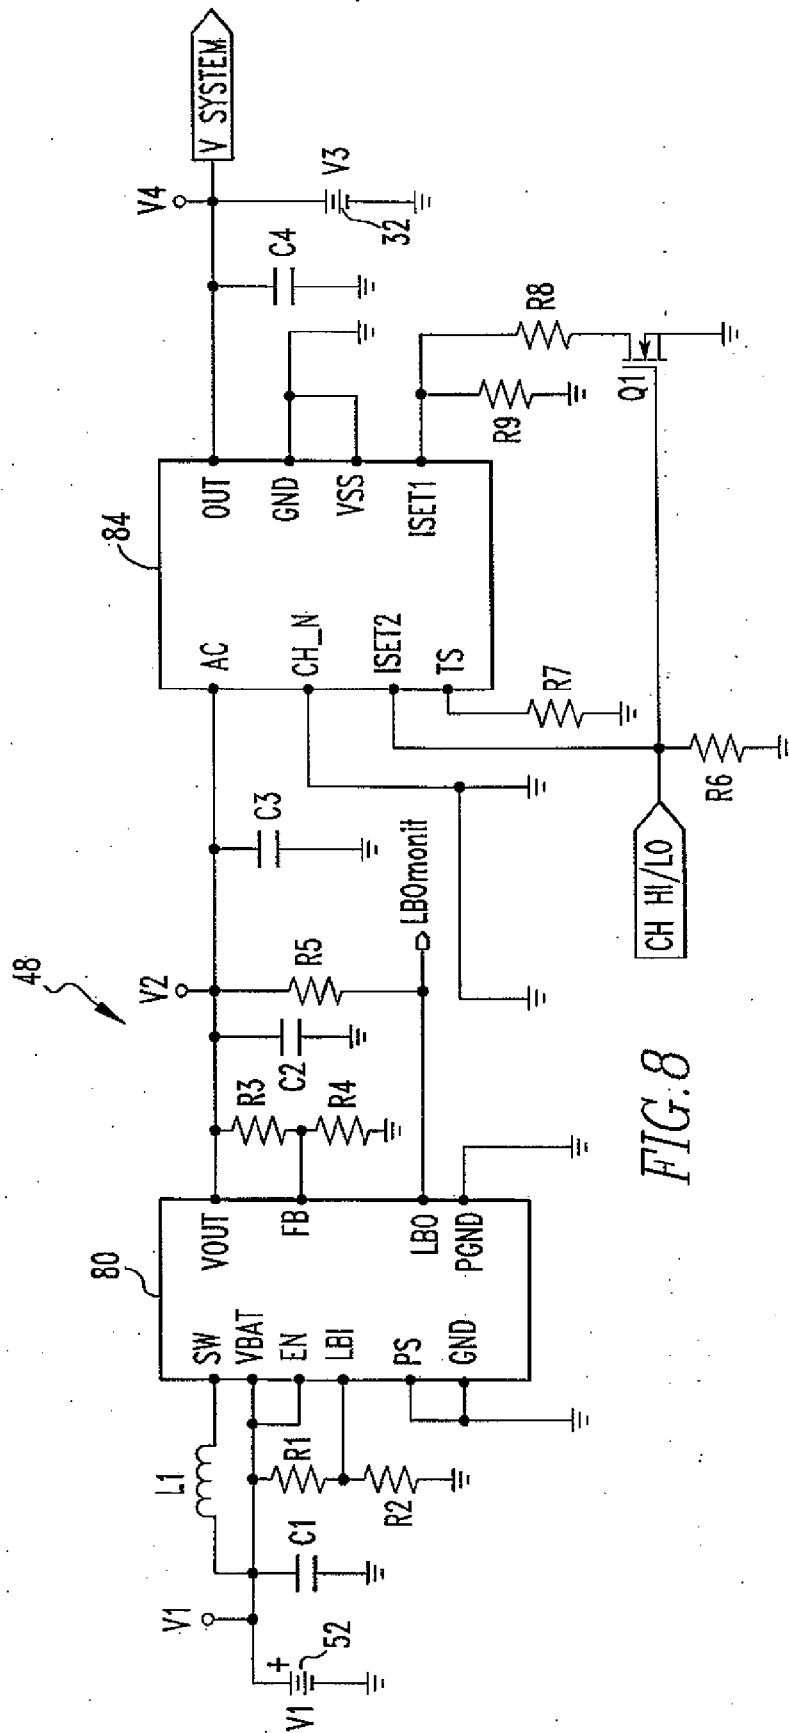 48
V1
V1
+
52
L1
C1
R1
R2
80
SW
VBAT
EN
LBI
PS
GND
VOUT
FB
LBO
PGND
R3
R4
C2
V2
R5
LBOmonit
C3
84
AC
CH_N
ISET2
TS
OUT
GND
VSS
ISET1
R7
R6
CH HI/LO
R9
R8
Q1
C4
V4
V3
32
V SYSTEM
FIG. 8